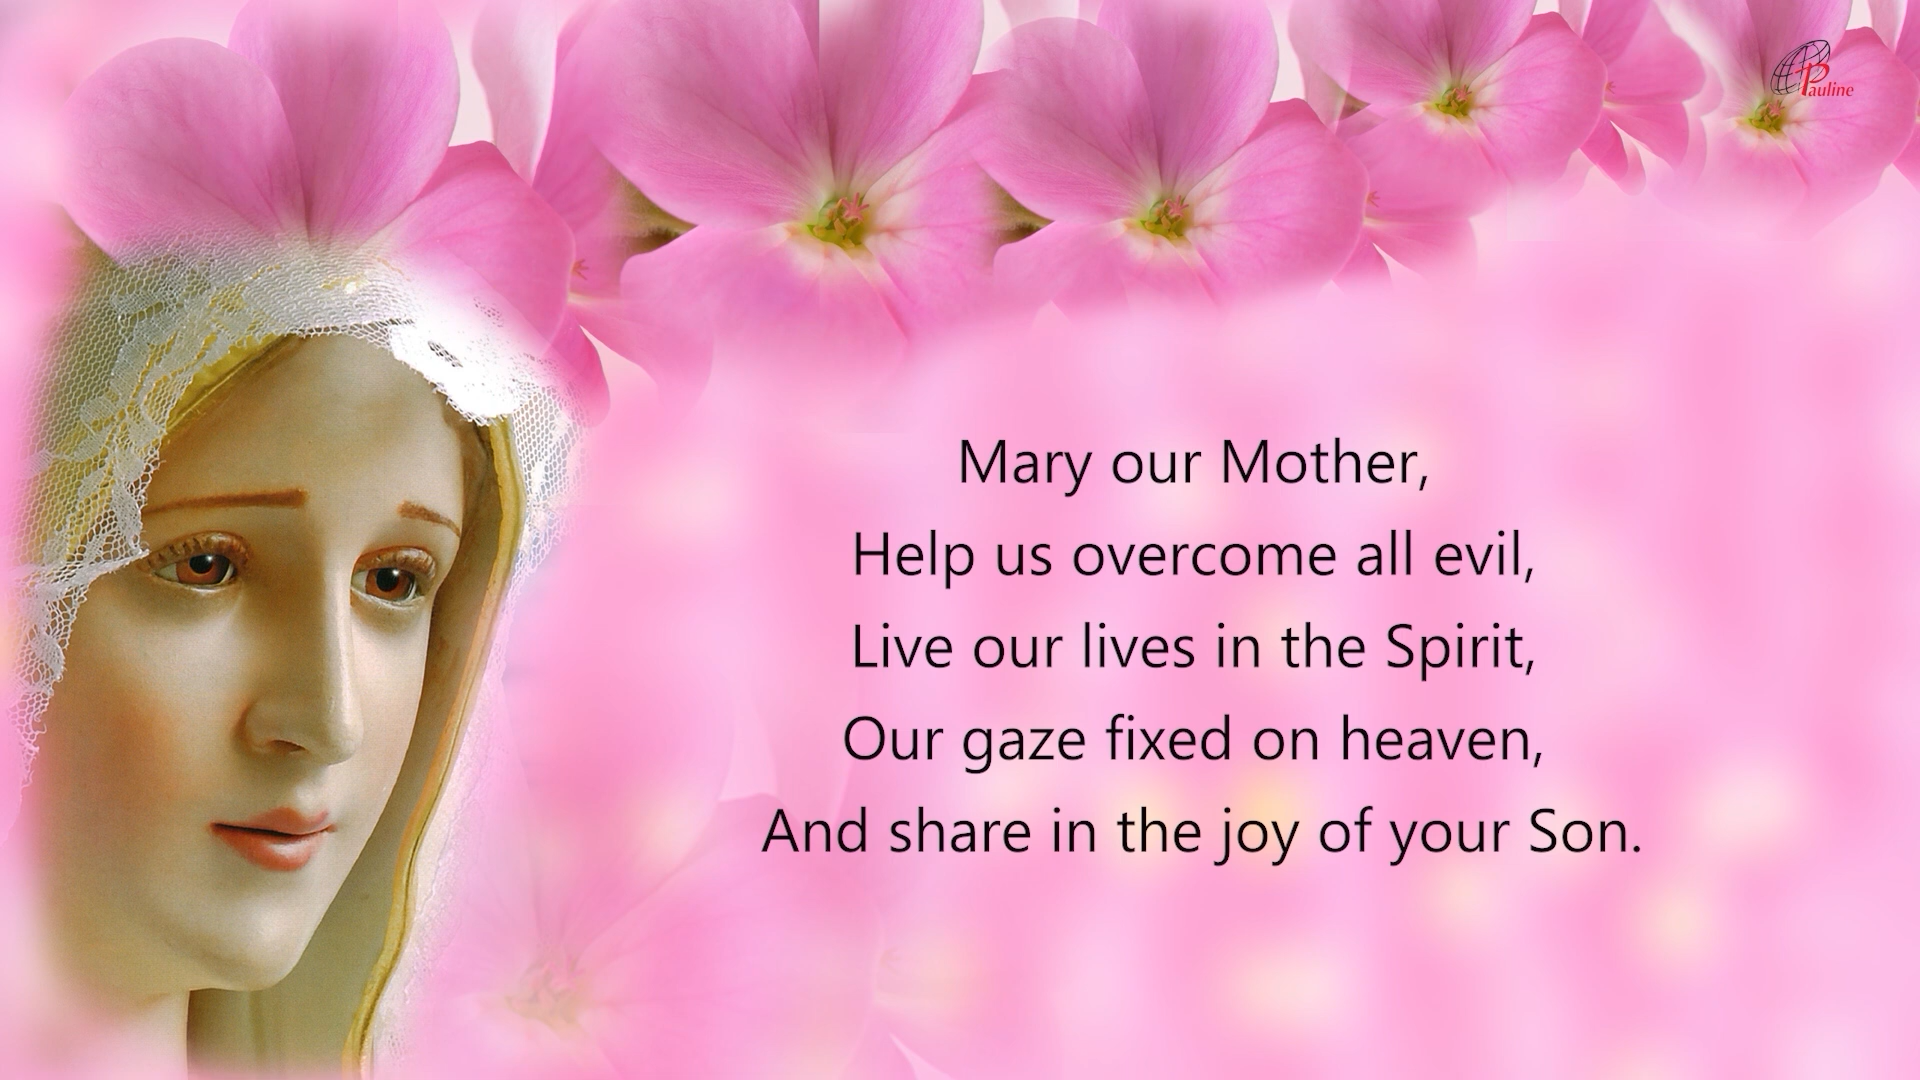 Pauline
Mary our Mother,
Help us overcome all evil,
Live our lives in the Spirit,
Our gaze fixed on heaven,
And share in the joy of your Son.